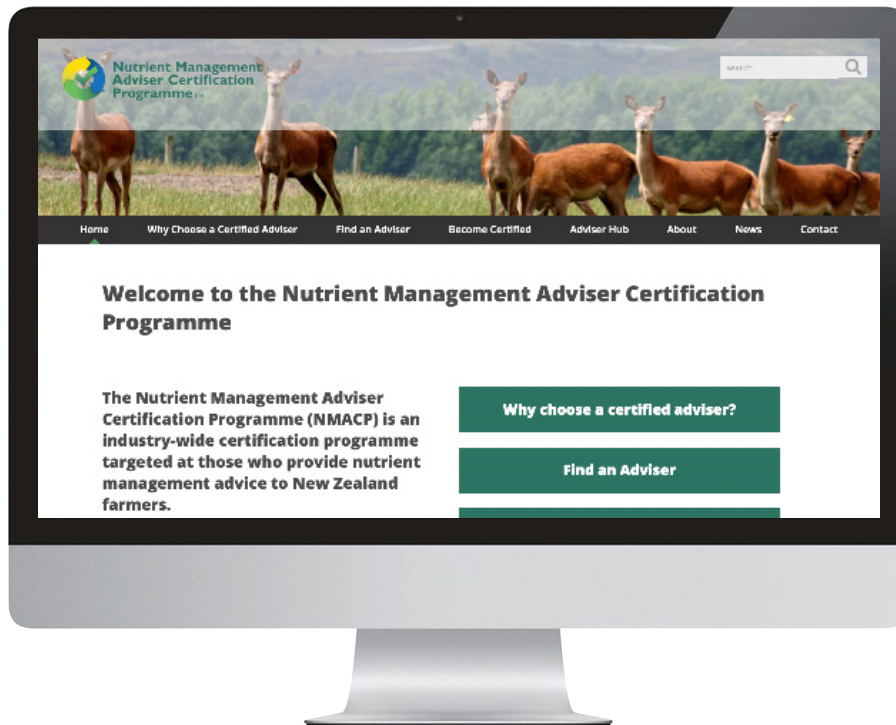 Nutrient Management
Adviser Certification
Programme
search
Home Why Choose a Certified Adviser Find an Adviser Become Certified Adviser Hub About News Contact
Welcome to the Nutrient Management Adviser Certification
Programme
The Nutrient Management Adviser
Certification Programme (NMACP) is an
industry-wide certification programme
targeted at those who provide nutrient
management advice to New Zealand
farmers.
Why choose a certified adviser?
Find an Adviser